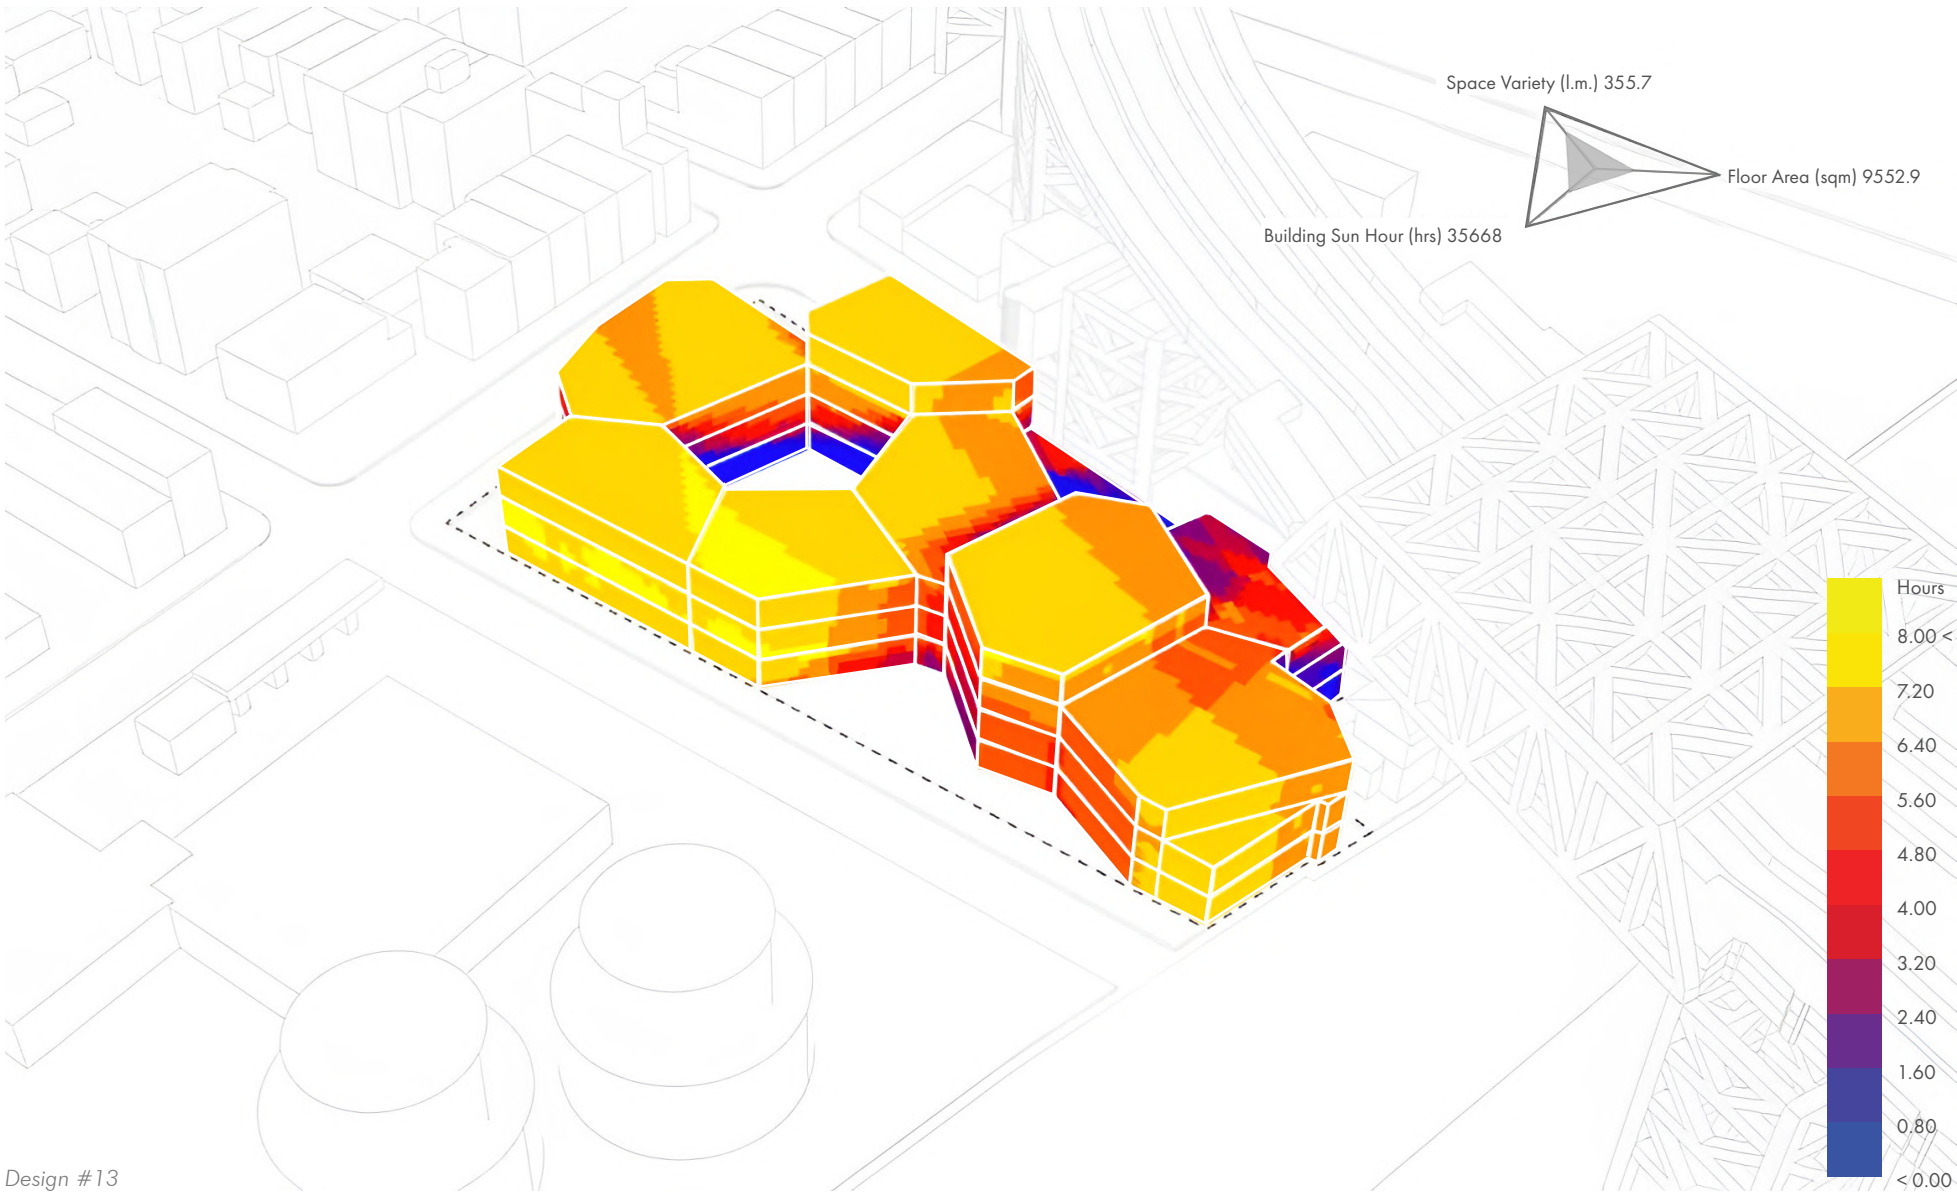 Space Variety (l.m.) 355.7
Floor Area (sqm) 9552.9
Building Sun Hour (hrs) 35668
Hours
8.00 <
7.20
6.40
5.60
4.80
4.00
3.20
2.40
1.60
0.80
< 0.00
Design #13